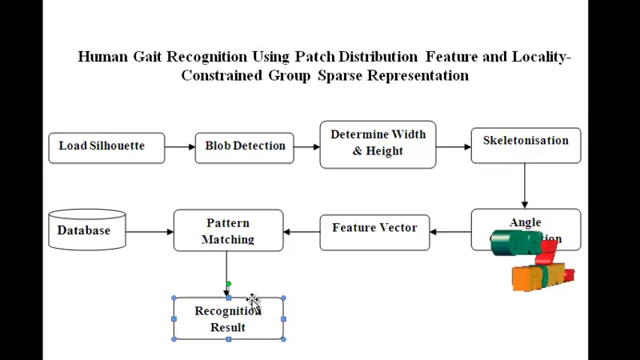 Human Gait Recognition Using Patch Distribution Feature and Locality-
Constrained Group Sparse Representation
Load Silhouette
Blob Detection
Determine Width
& Height
Skeletonisation
Database
Pattern
Matching
Feature Vector
Angle
Recognition
Result